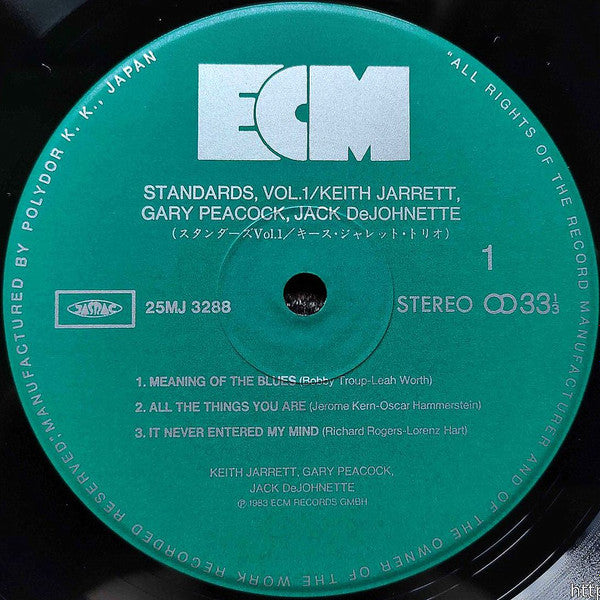 ECM
STANDARDS, VOL.1/KEITH JARRETT,
GARY PEACOCK, JACK DeJOHNETTE
(スタンダーズVol.1/キース・ジャレット・トリオ)
1
JASRAC
25MJ 3288
STEREO ꝏ 33 1/3
1. MEANING OF THE BLUES (Bobby Troup-Leah Worth)
2. ALL THE THINGS YOU ARE (Jerome Kern-Oscar Hammerstein)
3. IT NEVER ENTERED MY MIND (Richard Rogers-Lorenz Hart)
KEITH JARRETT, GARY PEACOCK,
JACK DeJOHNETTE
℗ 1983 ECM RECORDS GMBH
"ALL RIGHTS OF THE RECORD MANUFACTURER AND OF THE OWNER OF THE WORK RECORDED RESERVED", MANUFACTURED BY POLYDOR K. K., JAPAN
http